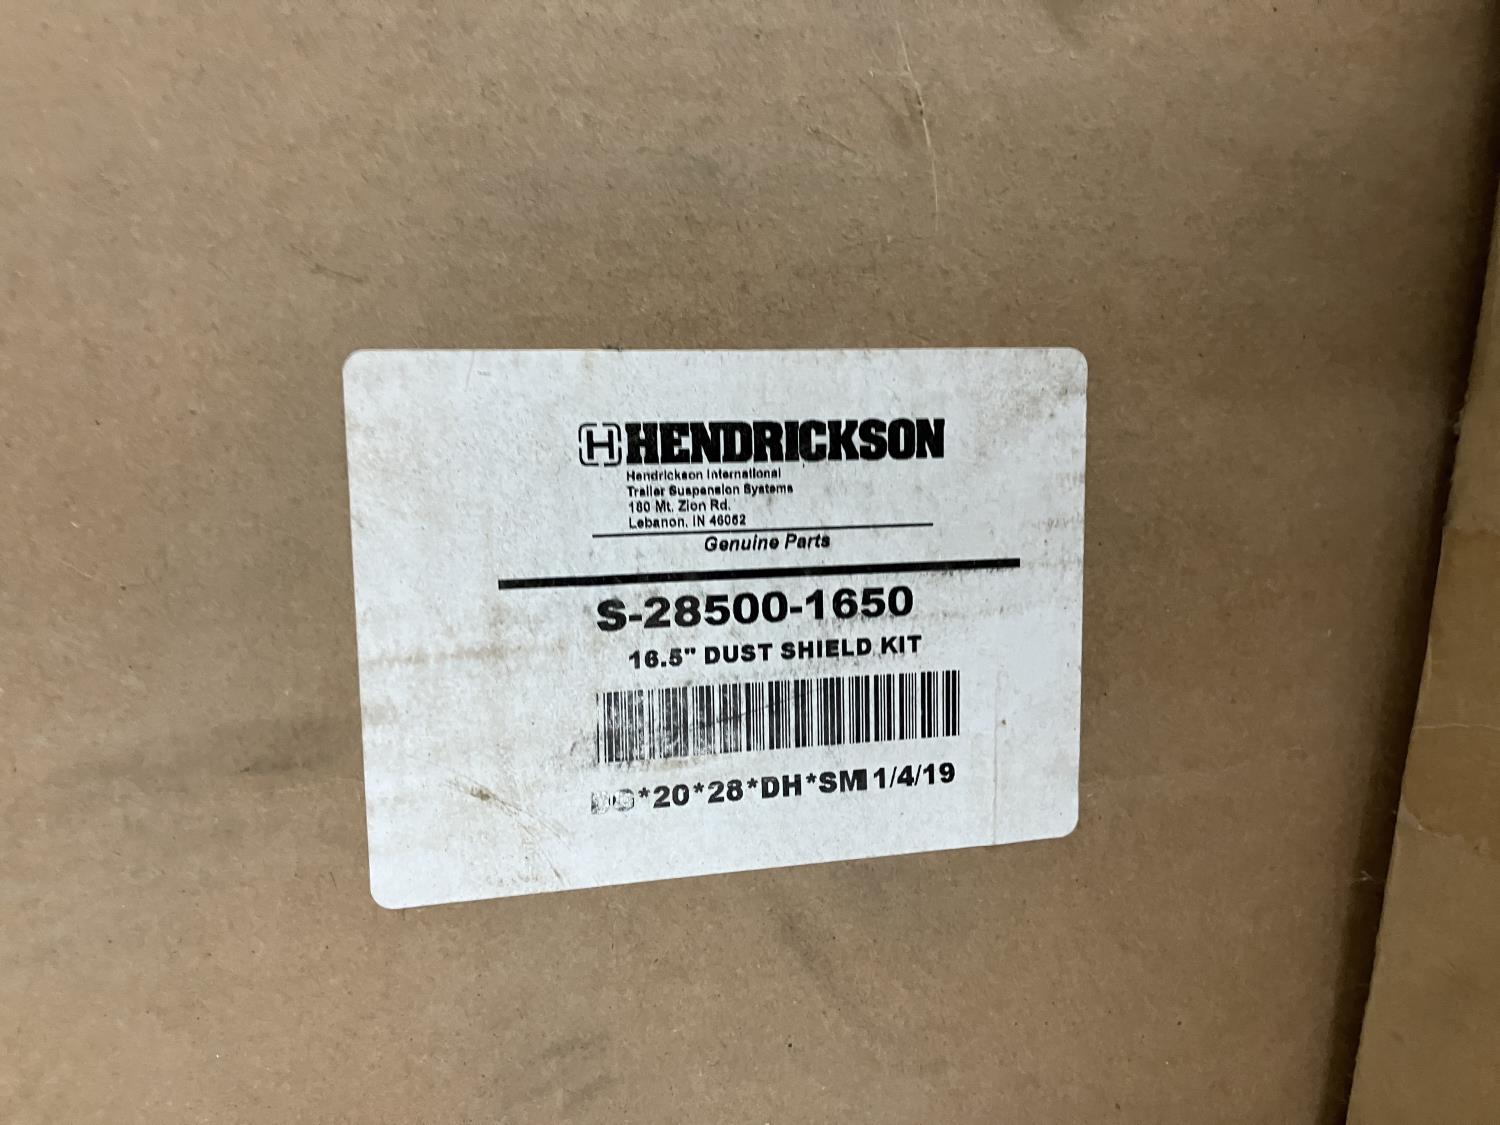 HENDRICKSON
Hendrickson International
Trailer Suspension Systems
180 Mt. Zion Rd.
Lebanon, IN 46052
Genuine Parts
S-28500-1650
16.5" DUST SHIELD KIT
*20*28*DH*SM 1/4/19